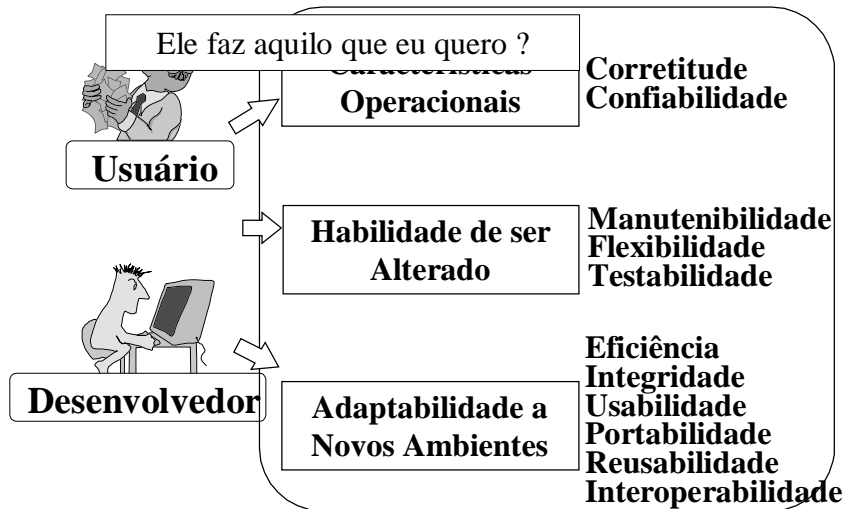 Ele faz aquilo que eu quero ?
Características
Operacionais
Corretitude
Confiabilidade
Usuário
Habilidade de ser
Alterado
Manutenibilidade
Flexibilidade
Testabilidade
Desenvolvedor
Adaptabilidade a
Novos Ambientes
Eficiência
Integridade
Usabilidade
Portabilidade
Reusabilidade
Interoperabilidade